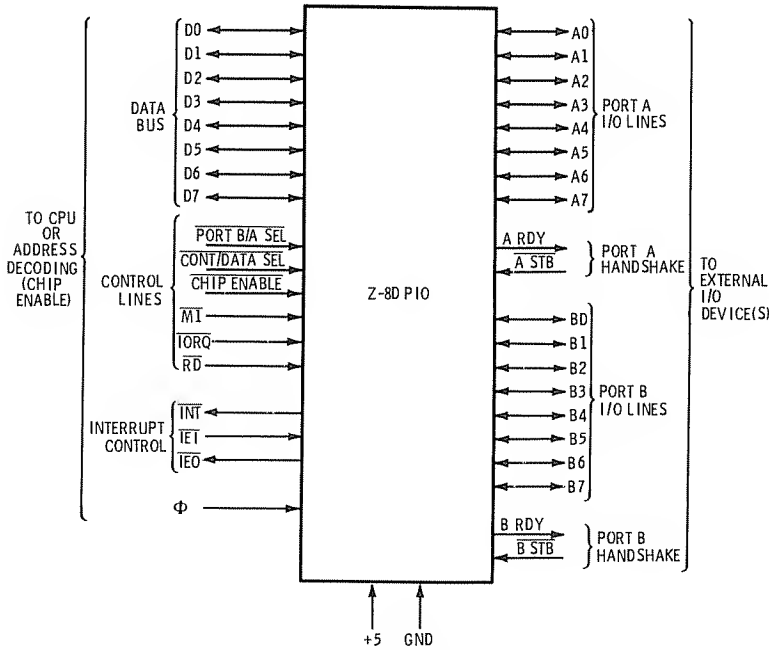 D0
D1
D2
D3
D4
D5
D6
D7
DATA
BUS
TO CPU
OR
ADDRESS
DECODING
(CHIP
ENABLE)
CONTROL
LINES
PORT B/A SEL
CONT/DATA SEL
CHIP ENABLE
MI
IORQ
RD
INTERRUPT
CONTROL
INT
IEI
IEO
Φ
Z-8D PIO
+5 GND
A0
A1
A2
A3
A4
A5
A6
A7
PORT A
I/O LINES
A RDY
A STB
PORT A
HANDSHAKE
BD
B1
B2
B3
B4
B5
B6
B7
PORT B
I/O LINES
B RDY
B STB
PORT B
HANDSHAKE
TO
EXTERNAL
I/O
DEVICE(S)